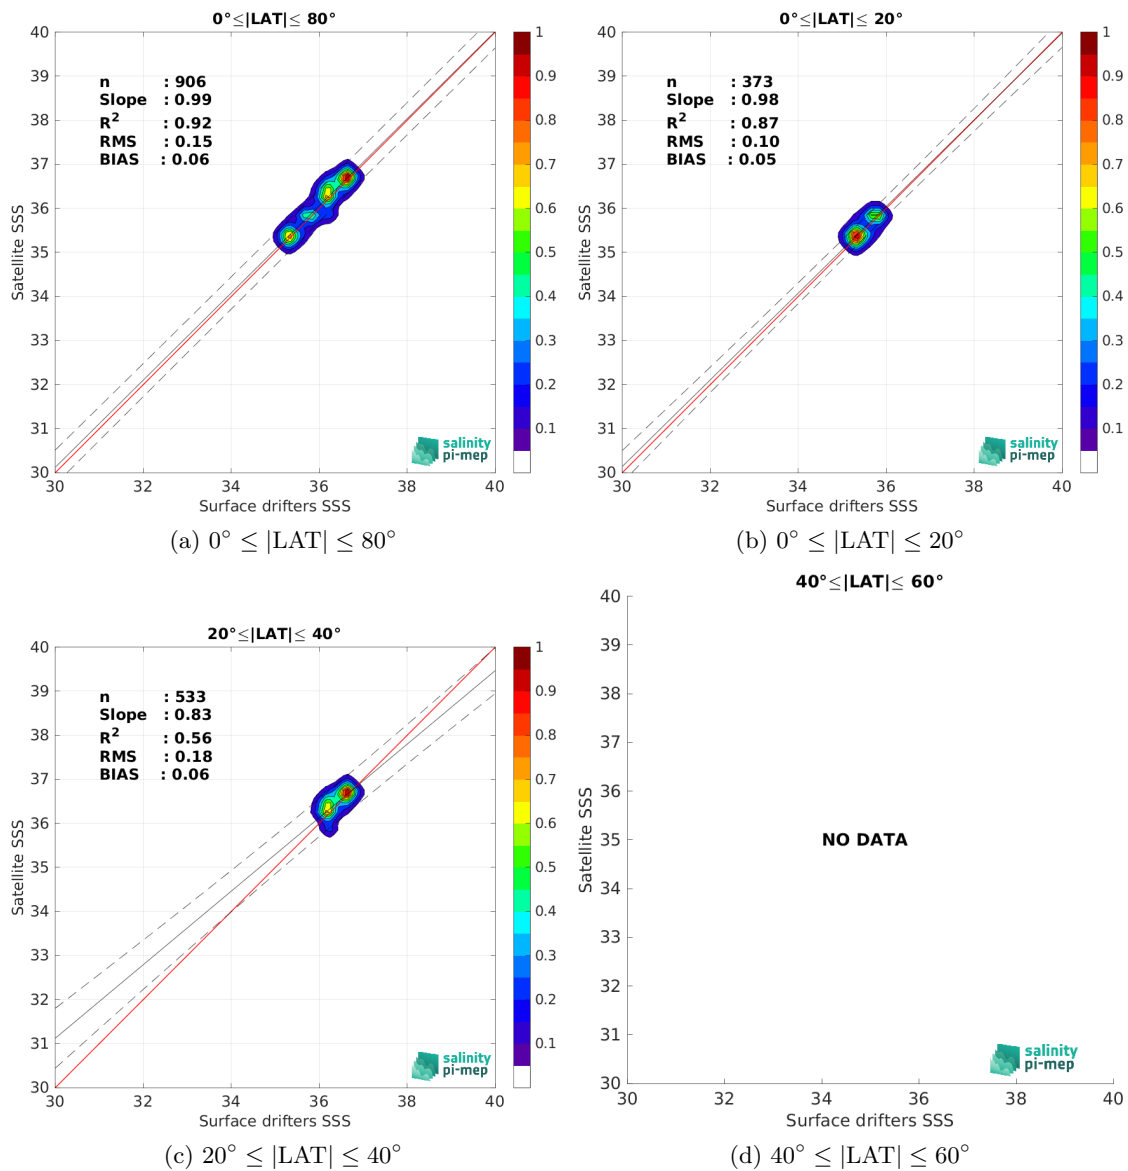 0°≤|LAT|≤ 80°
40
39
38
37
36
35
34
33
32
31
30
30
32
34
36
38
40
Satellite SSS
Surface drifters SSS
n : 906
Slope : 0.99
R² : 0.92
RMS : 0.15
BIAS : 0.06
1
0.9
0.8
0.7
0.6
0.5
0.4
0.3
0.2
0.1
salinity
pi-mep
(a) 0° ≤ |LAT| ≤ 80°
0°≤|LAT|≤ 20°
40
39
38
37
36
35
34
33
32
31
30
30
32
34
36
38
40
Satellite SSS
Surface drifters SSS
n : 373
Slope : 0.98
R² : 0.87
RMS : 0.10
BIAS : 0.05
1
0.9
0.8
0.7
0.6
0.5
0.4
0.3
0.2
0.1
salinity
pi-mep
(b) 0° ≤ |LAT| ≤ 20°
20°≤|LAT|≤ 40°
40
39
38
37
36
35
34
33
32
31
30
30
32
34
36
38
40
Satellite SSS
Surface drifters SSS
n : 533
Slope : 0.83
R² : 0.56
RMS : 0.18
BIAS : 0.06
1
0.9
0.8
0.7
0.6
0.5
0.4
0.3
0.2
0.1
salinity
pi-mep
(c) 20° ≤ |LAT| ≤ 40°
40°≤|LAT|≤ 60°
40
39
38
37
36
35
34
33
32
31
30
30
32
34
36
38
40
Satellite SSS
Surface drifters SSS
NO DATA
salinity
pi-mep
(d) 40° ≤ |LAT| ≤ 60°